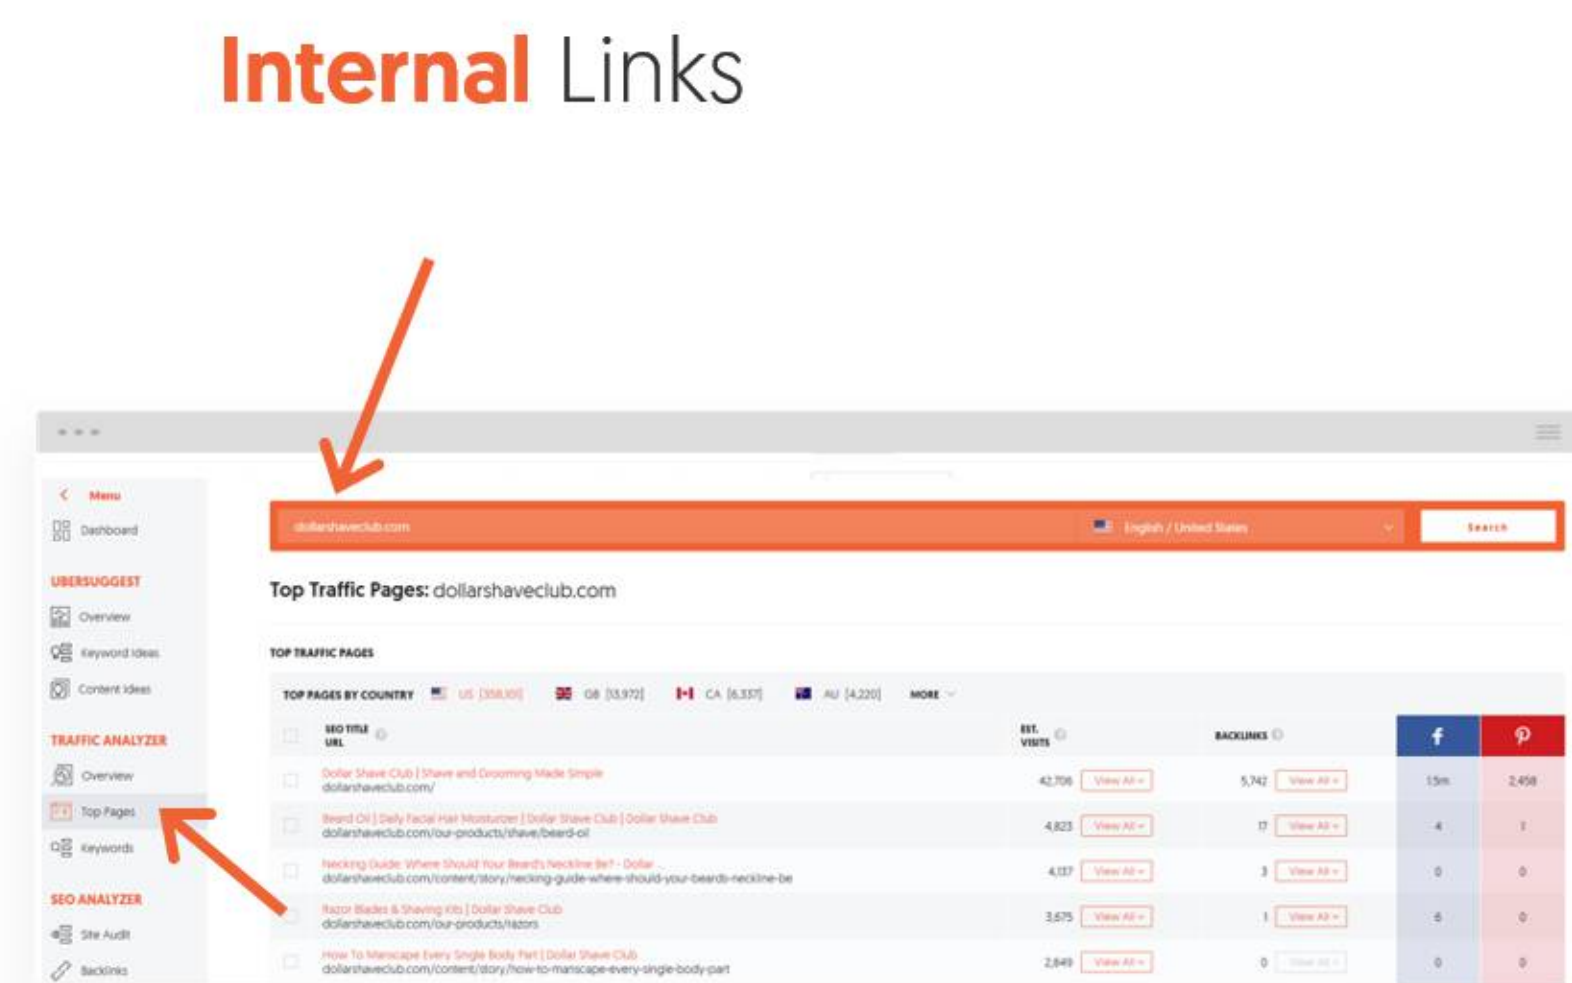 Internal Links
Menu
Dashboard
UBERSUGGEST
Overview
Keyword Ideas
Content Ideas
TRAFFIC ANALYZER
Overview
Top Pages
Keywords
SEO ANALYZER
Site Audit
Backlinks
dollarshaveclub.com English / United States Search
Top Traffic Pages: dollarshaveclub.com
TOP TRAFFIC PAGES
TOP PAGES BY COUNTRY US GB [13,972] CA [6,337] AU [4,220] MORE
SEO TITLE
URL
EST.
VISITS
BACKLINKS
Dollar Shave Club | Shave and Grooming Made Simple
dollarshaveclub.com/
42,706 View All 5,742 View All 2,458
Beard Oil | Daily Facial Hair Moisturizer | Dollar Shave Club | Dollar Shave Club
dollarshaveclub.com/our-products/shave/beard-oil
4,823 View All 17 View All 4 1
Necking Guide: Where Should Your Beard's Neckline Be? - Dollar ...
dollarshaveclub.com/content/story/necking-guide-where-should-your-beards-neckline-be
4,137 View All 3 View All 0 0
Razor Blades & Shaving Kits | Dollar Shave Club
dollarshaveclub.com/our-products/razors
3,675 View All 1 View All 6 0
How To Manscape Every Single Body Part | Dollar Shave Club
dollarshaveclub.com/content/story/how-to-manscape-every-single-body-part
2,849 View All 0 View All 0 0